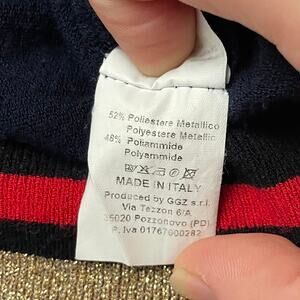 52% Poliestere Metallico
Polyestere Metallic
48% Poliammide
Polyammide
MADE IN ITALY
Produced by GGZ s.r.l.
Via Tezzon 6/A
35020 Pozzonovo (PD)
P. Iva 01767600282